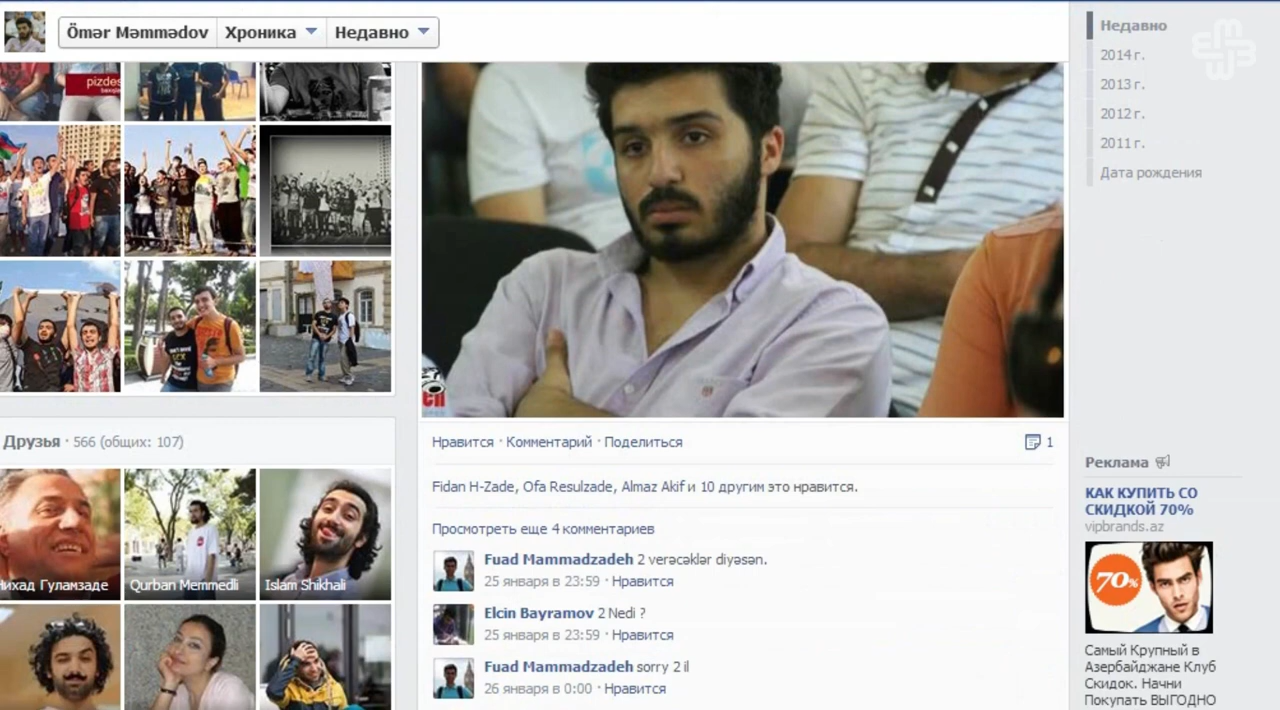 Ömər Məmmədov
Хроника
Недавно
pizdes
Друзья · 566 (общих: 107)
Qurban Memmedli
Islam Shikhali
Нравится · Комментарий · Поделиться
1
Fidan H-Zade, Ofa Resulzade, Almaz Akif и 10 другим это нравится.
Просмотреть еще 4 комментариев
Fuad Mammadzadeh 2 verəcəklər diyəsən.
25 января в 23:59 · Нравится
Elcin Bayramov 2 Nedi ?
25 января в 23:59 · Нравится
Fuad Mammadzadeh sorry 2 il
26 января в 0:00 · Нравится
Недавно
2014 г.
2013 г.
2012 г.
2011 г.
Дата рождения
Реклама
КАК КУПИТЬ СО
СКИДКОЙ 70%
vipbrands.az
70%
Самый Крупный в
Азербайджане Клуб
Скидок. Начни
Покупать ВЫГОДНО